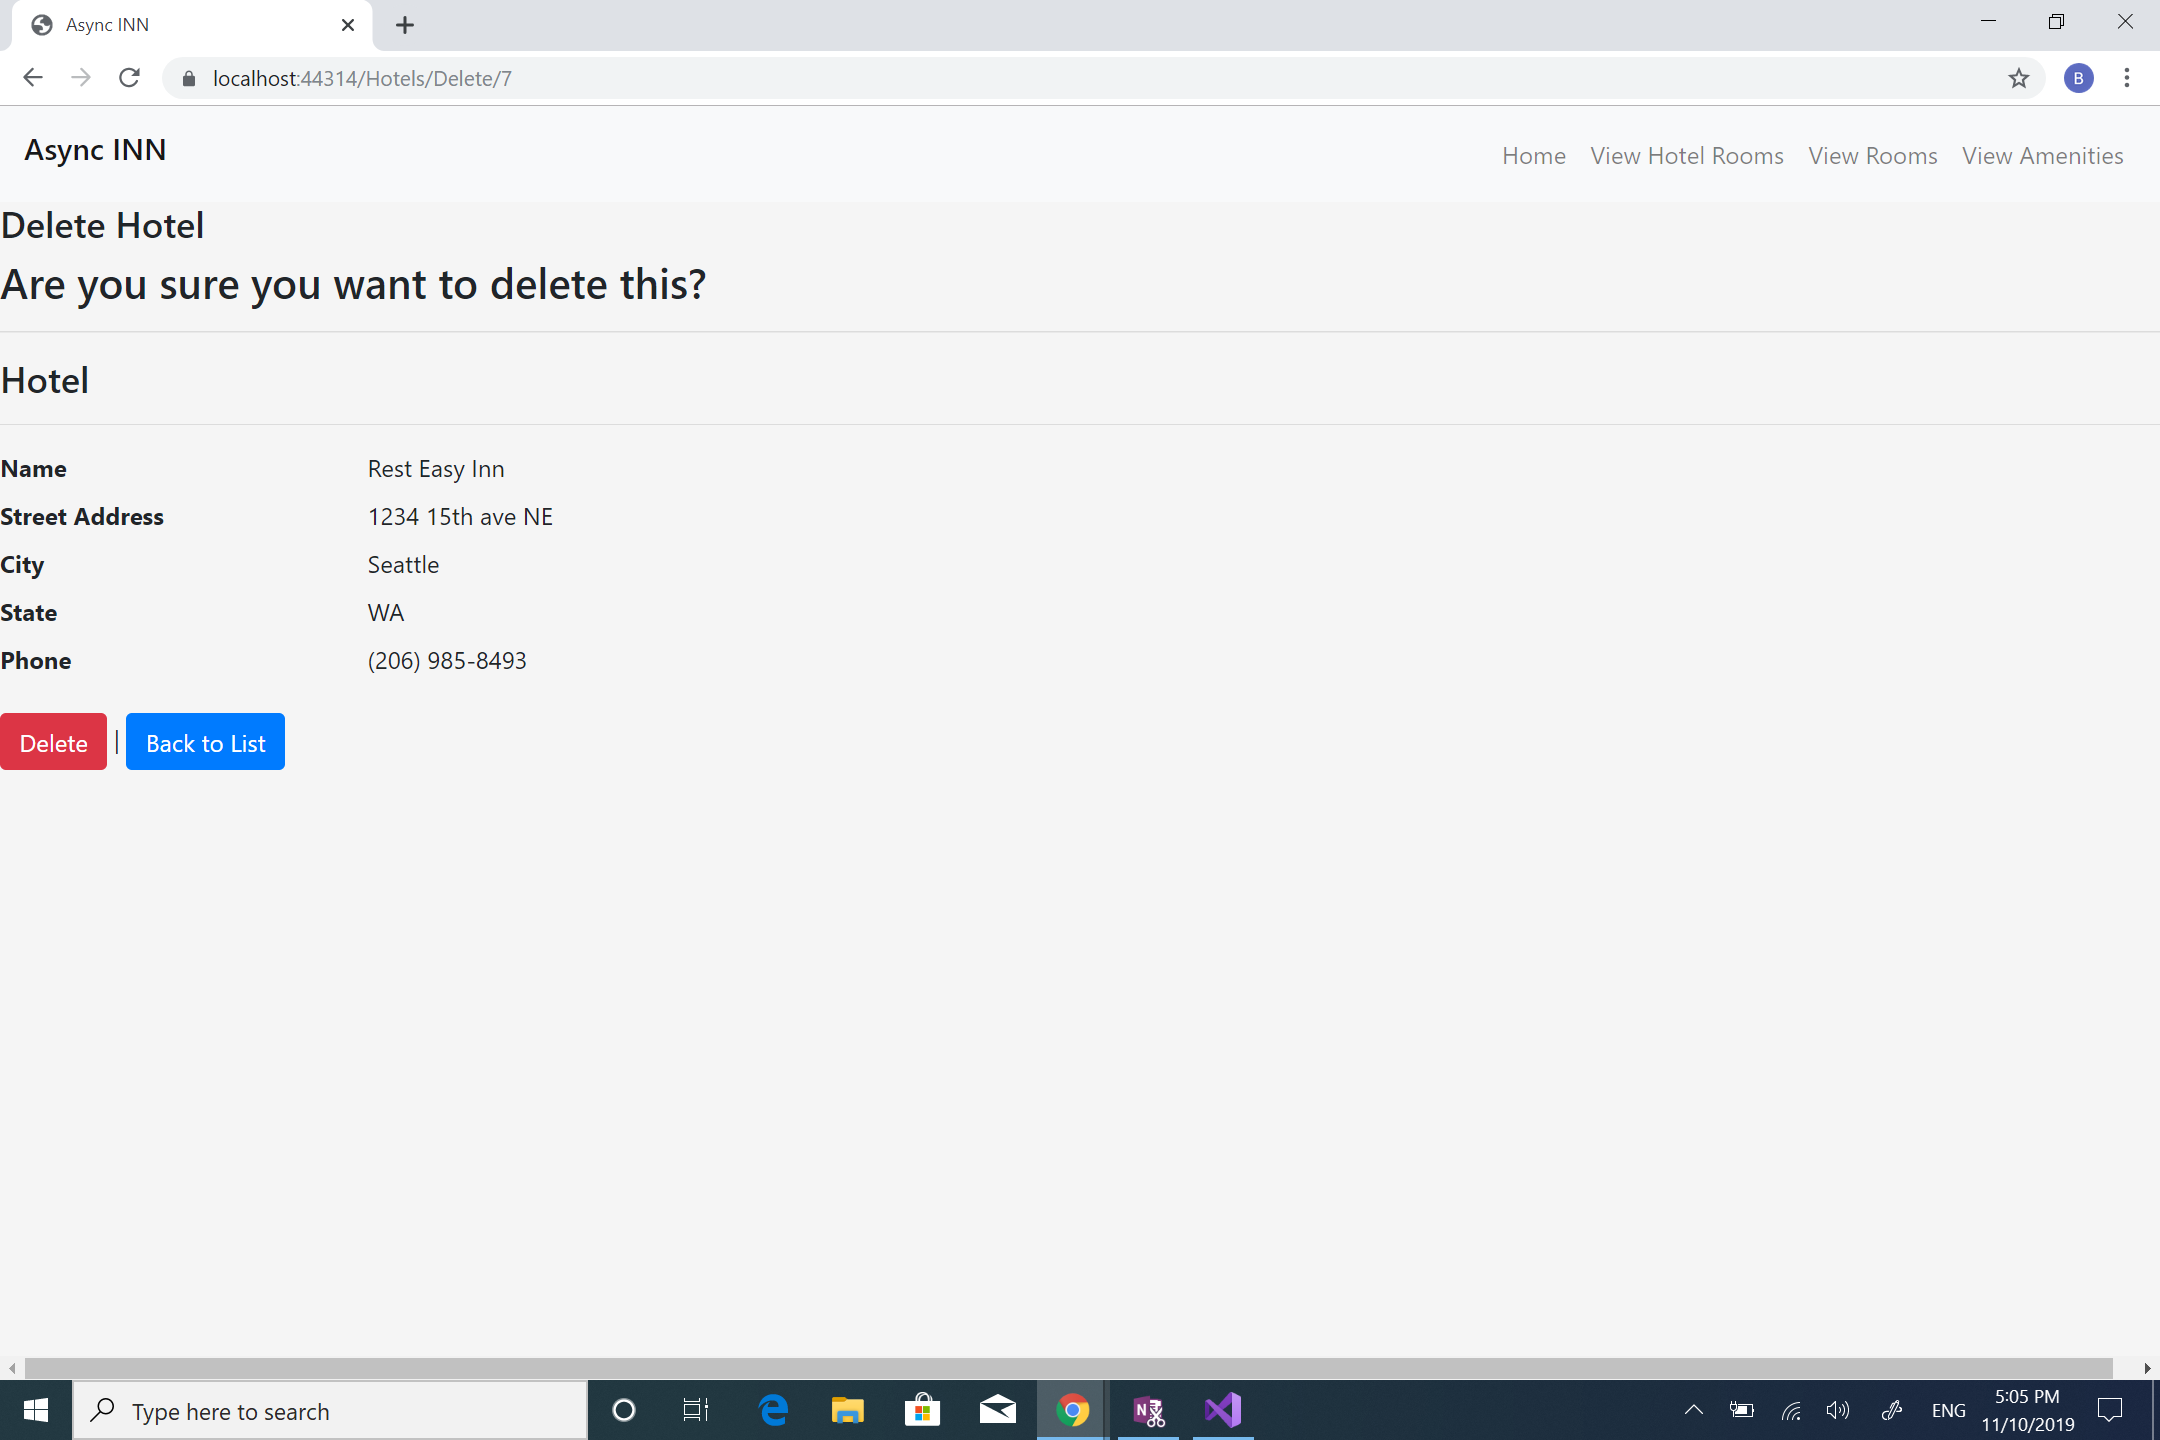 Async INN
localhost:44314/Hotels/Delete/7
B
Async INN
Home View Hotel Rooms View Rooms View Amenities
Delete Hotel
Are you sure you want to delete this?
Hotel
Name Rest Easy Inn
Street Address 1234 15th ave NE
City Seattle
State WA
Phone (206) 985-8493
Delete | Back to List
Type here to search
N
ENG
5:05 PM
11/10/2019